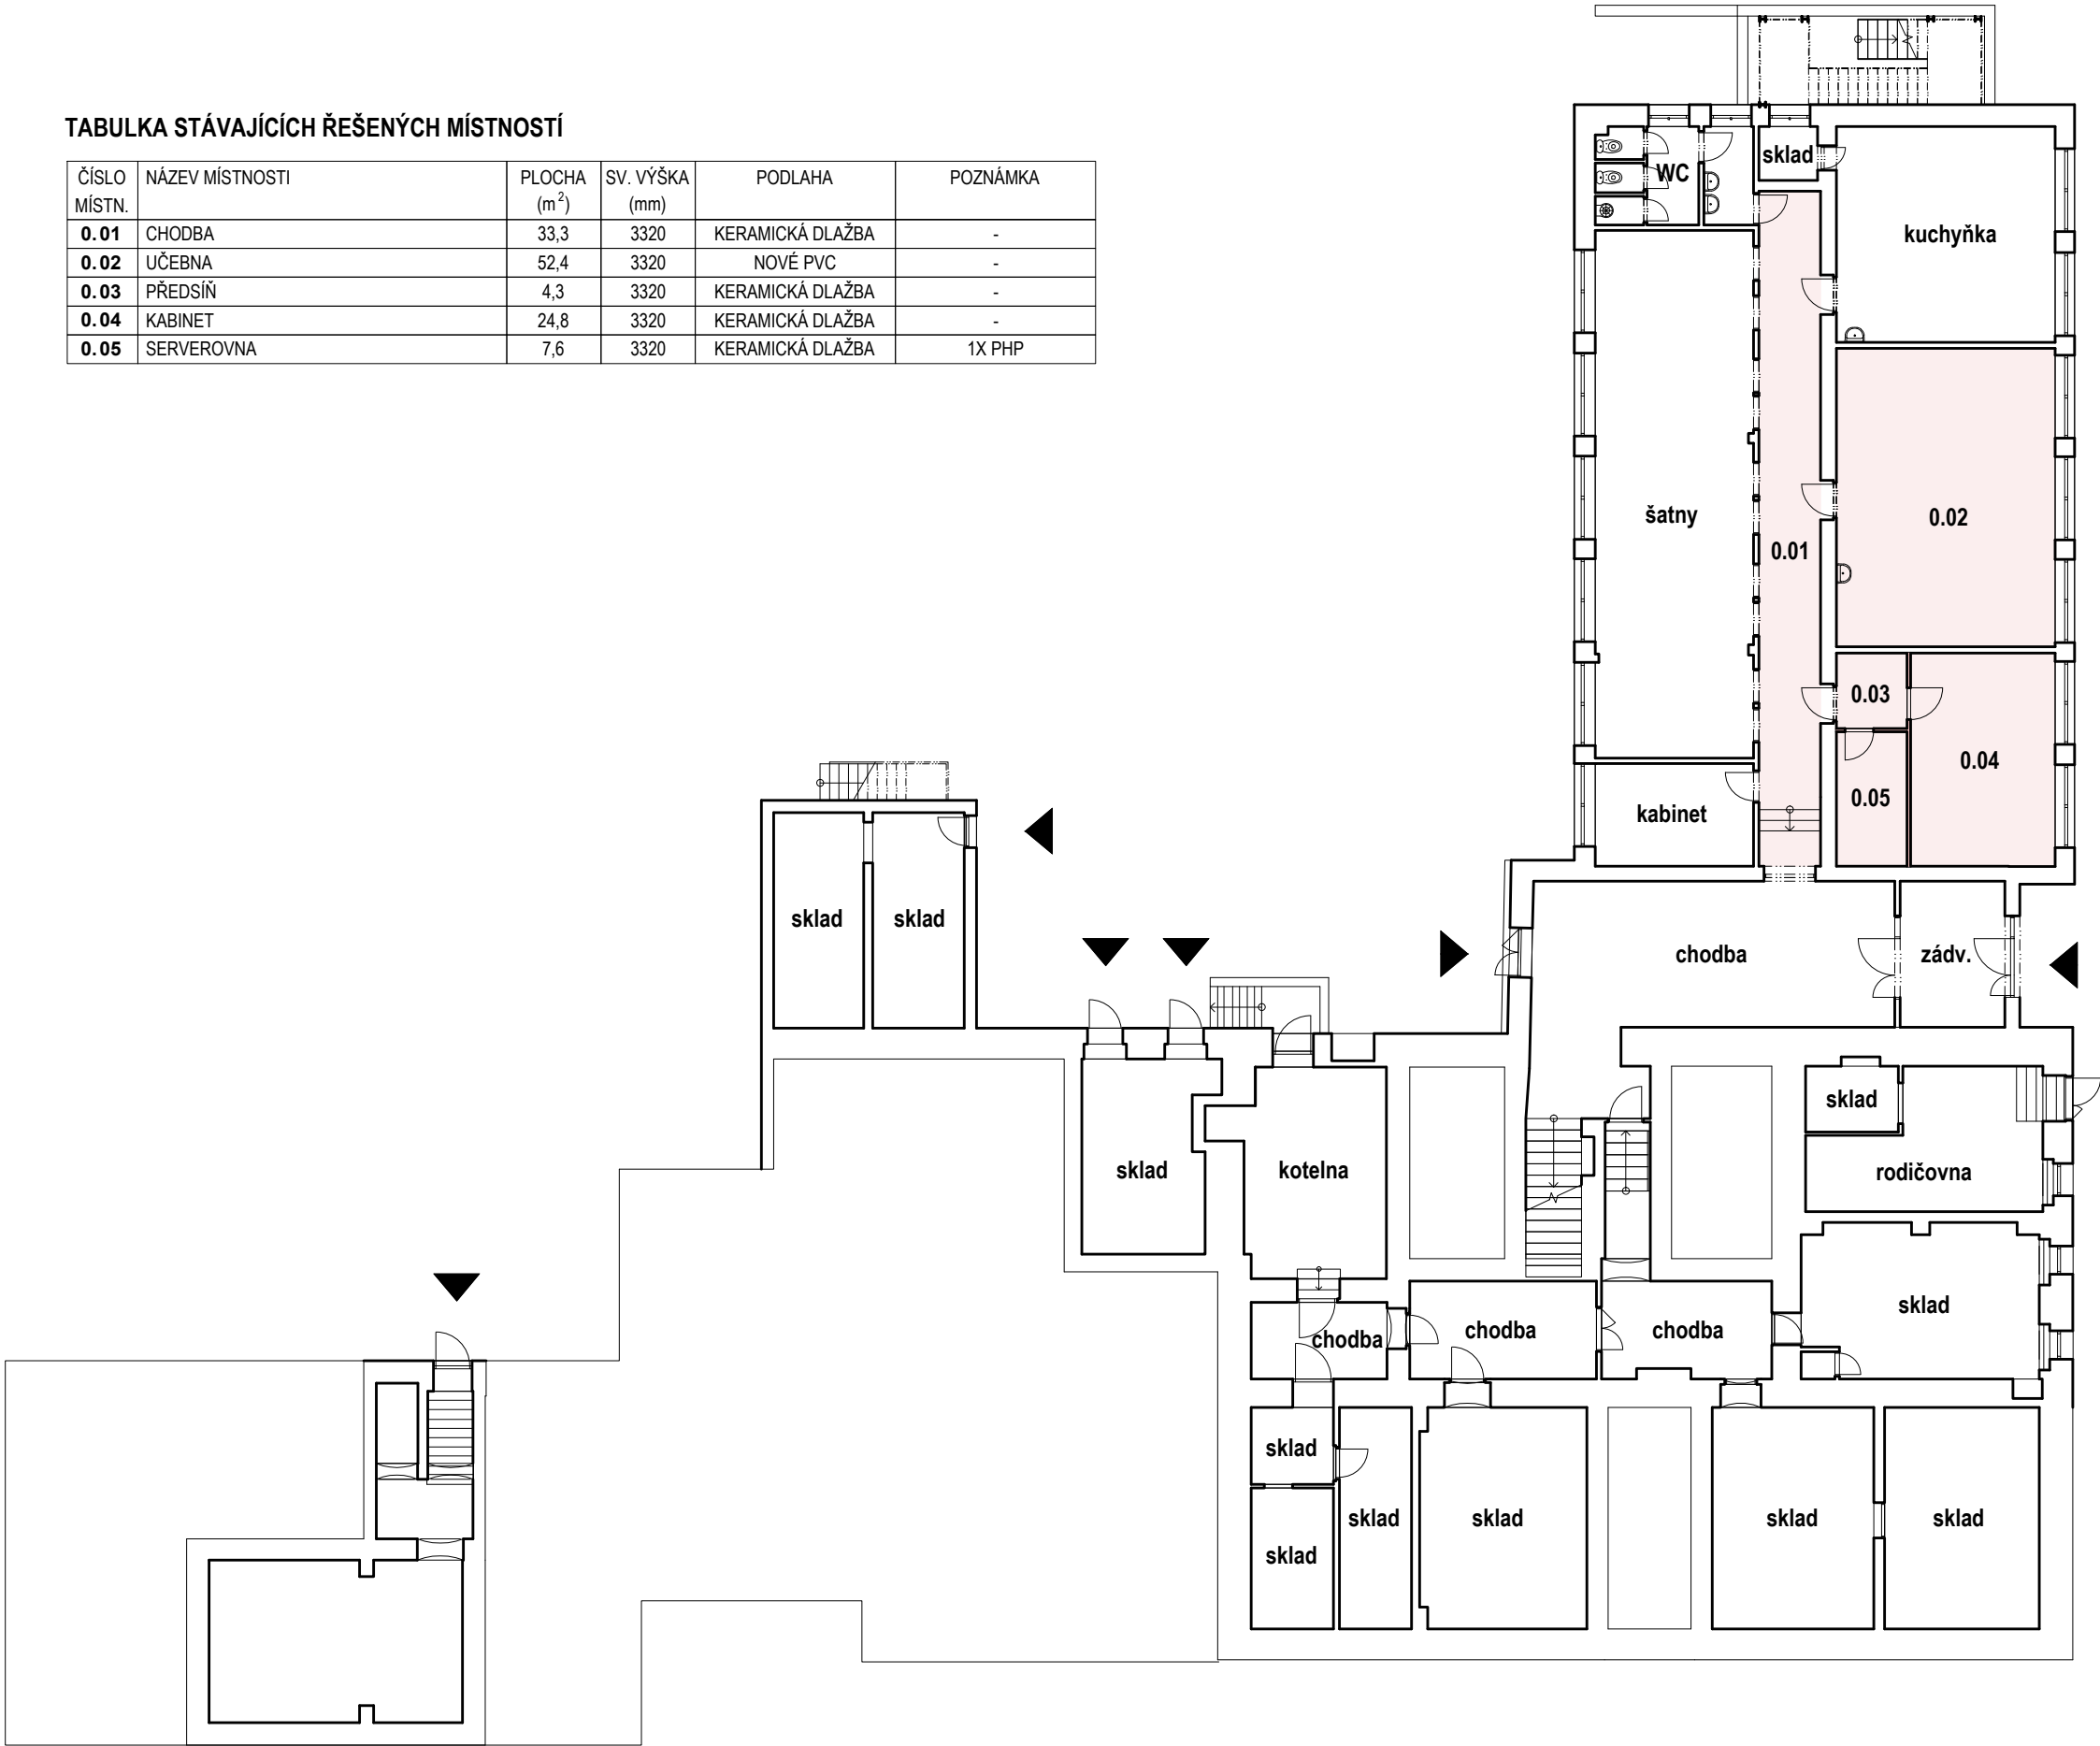 TABULKA STÁVAJÍCÍCH ŘEŠENÝCH MÍSTNOSTÍ
ČÍSLO MÍSTN. NÁZEV MÍSTNOSTI PLOCHA (m²) SV. VÝŠKA (mm) PODLAHA POZNÁMKA
0.01 CHODBA 33,3 3320 KERAMICKÁ DLAŽBA -
0.02 UČEBNA 52,4 3320 NOVÉ PVC -
0.03 PŘEDSÍŇ 4,3 3320 KERAMICKÁ DLAŽBA -
0.04 KABINET 24,8 3320 KERAMICKÁ DLAŽBA -
0.05 SERVEROVNA 7,6 3320 KERAMICKÁ DLAŽBA 1X PHP
sklad
WC
kuchyňka
šatny
0.02
0.01
0.03
0.04
0.05
kabinet
sklad
sklad
chodba
zádv.
sklad
sklad
kotelna
rodičovna
sklad
chodba
chodba
chodba
sklad
sklad
sklad
sklad
sklad
sklad